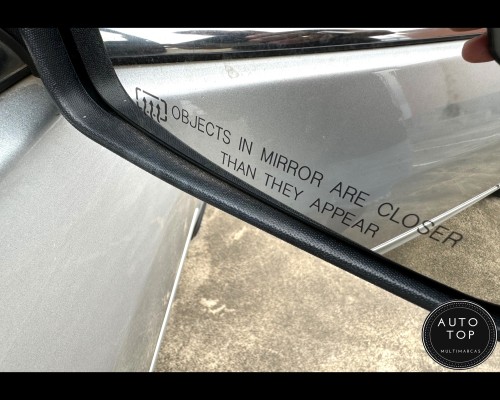 OBJECTS IN MIRROR ARE CLOSER
THAN THEY APPEAR
AUTO
TOP
MULTIMARCAS